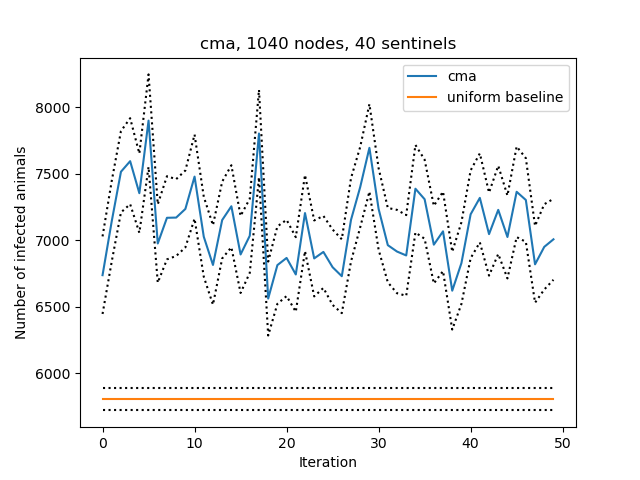 cma, 1040 nodes, 40 sentinels
cma
uniform baseline
Number of infected animals
8000
7500
7000
6500
6000
0 10 20 30 40 50
Iteration